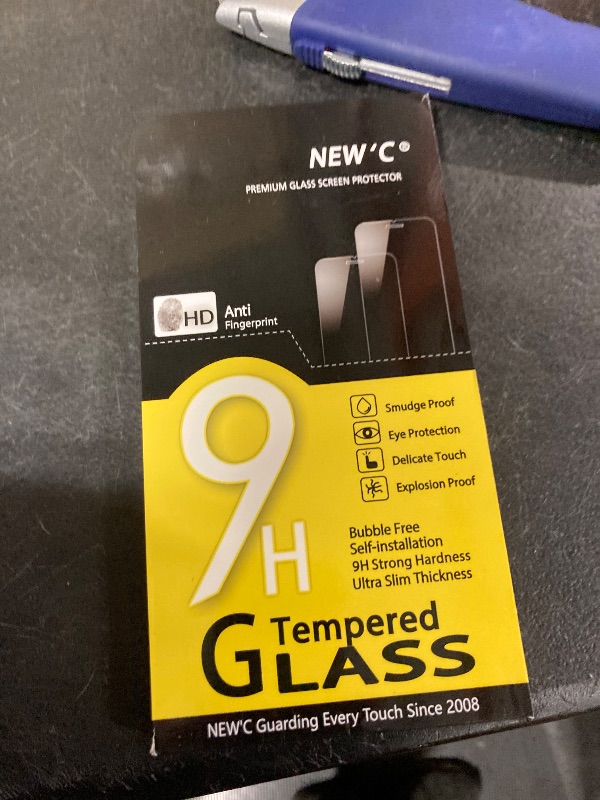 NEW'C®
PREMIUM GLASS SCREEN PROTECTOR
HD
Anti
Fingerprint
9H
Smudge Proof
Eye Protection
Delicate Touch
Explosion Proof
Bubble Free
Self-installation
9H Strong Hardness
Ultra Slim Thickness
Tempered
GLASS
NEW'C Guarding Every Touch Since 2008